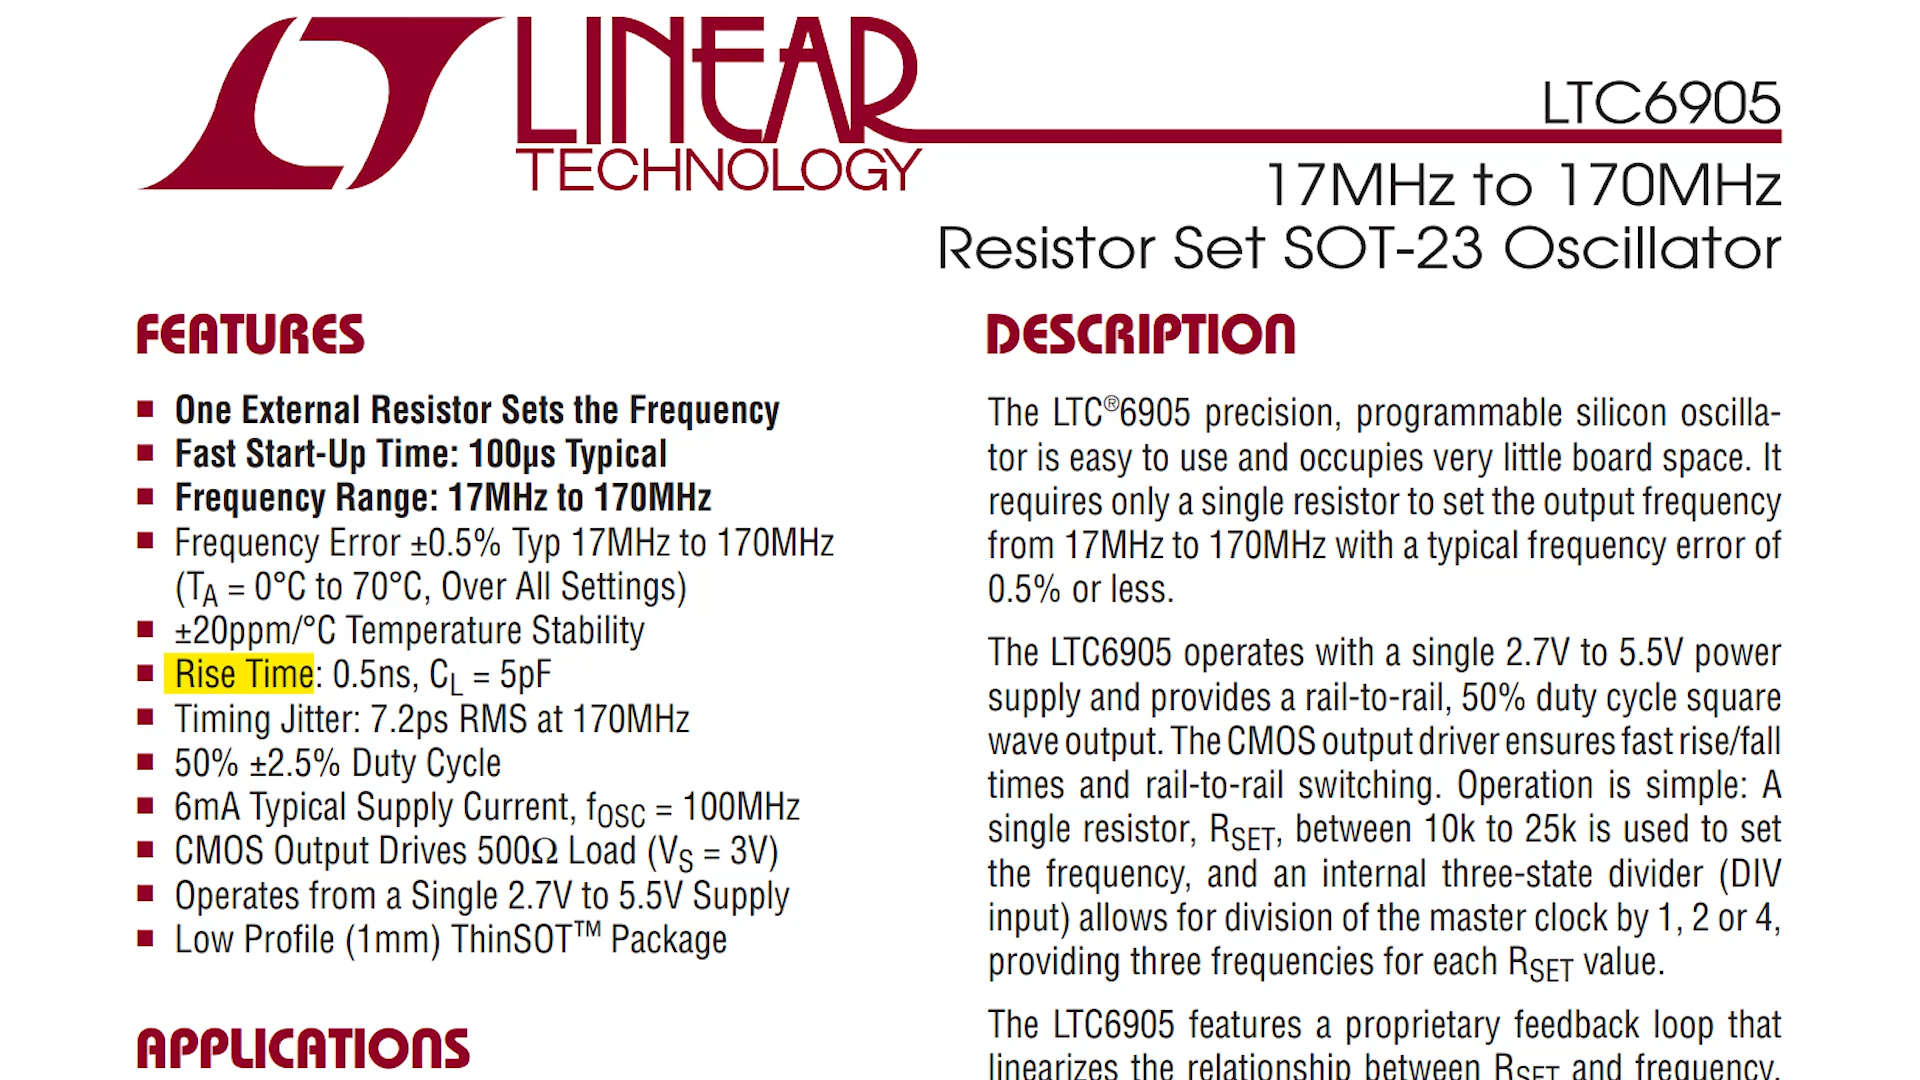 LINEAR
TECHNOLOGY
LTC6905
17MHz to 170MHz
Resistor Set SOT-23 Oscillator
FEATURES
■ One External Resistor Sets the Frequency
■ Fast Start-Up Time: 100µs Typical
■ Frequency Range: 17MHz to 170MHz
■ Frequency Error ±0.5% Typ 17MHz to 170MHz
(TA = 0°C to 70°C, Over All Settings)
■ ±20ppm/°C Temperature Stability
■ Rise Time: 0.5ns, CL = 5pF
■ Timing Jitter: 7.2ps RMS at 170MHz
■ 50% ±2.5% Duty Cycle
■ 6mA Typical Supply Current, fOSC = 100MHz
■ CMOS Output Drives 500Ω Load (VS = 3V)
■ Operates from a Single 2.7V to 5.5V Supply
■ Low Profile (1mm) ThinSOT™ Package
APPLICATIONS
DESCRIPTION
The LTC®6905 precision, programmable silicon oscilla-
tor is easy to use and occupies very little board space. It
requires only a single resistor to set the output frequency
from 17MHz to 170MHz with a typical frequency error of
0.5% or less.
The LTC6905 operates with a single 2.7V to 5.5V power
supply and provides a rail-to-rail, 50% duty cycle square
wave output. The CMOS output driver ensures fast rise/fall
times and rail-to-rail switching. Operation is simple: A
single resistor, RSET, between 10k to 25k is used to set
the frequency, and an internal three-state divider (DIV
input) allows for division of the master clock by 1, 2 or 4,
providing three frequencies for each RSET value.
The LTC6905 features a proprietary feedback loop that
linearizes the relationship between RSET and frequency,